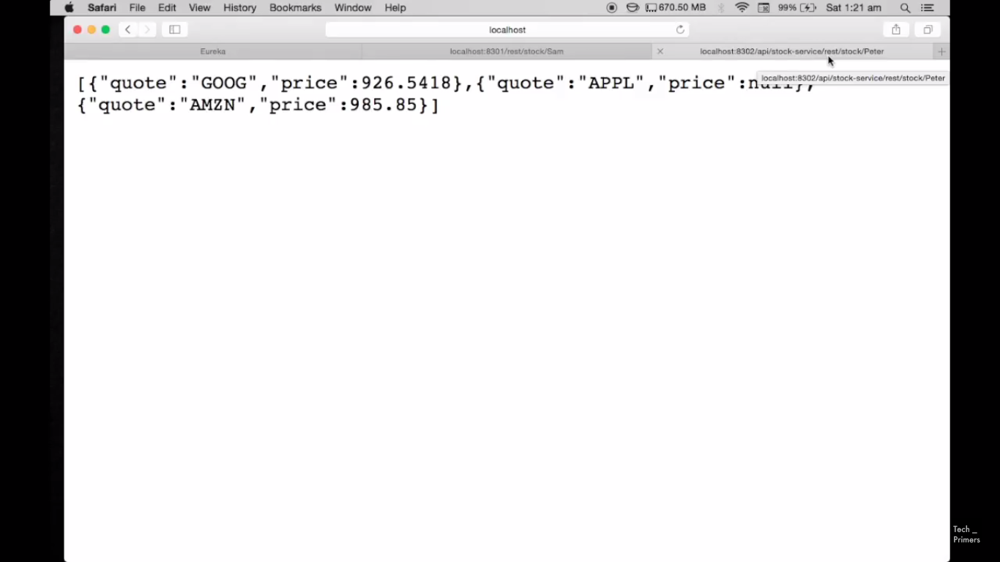 Safari File Edit View History Bookmarks Window Help 670.50 MB 99% Sat 1:21 am
localhost
Eureka localhost:8301/rest/stock/Sam localhost:8302/api/stock-service/rest/stock/Peter
localhost:8302/api/stock-service/rest/stock/Peter
[{"quote":"GOOG","price":926.5418},{"quote":"APPL","price":null},
{"quote":"AMZN","price":985.85}]
Tech _
Primers